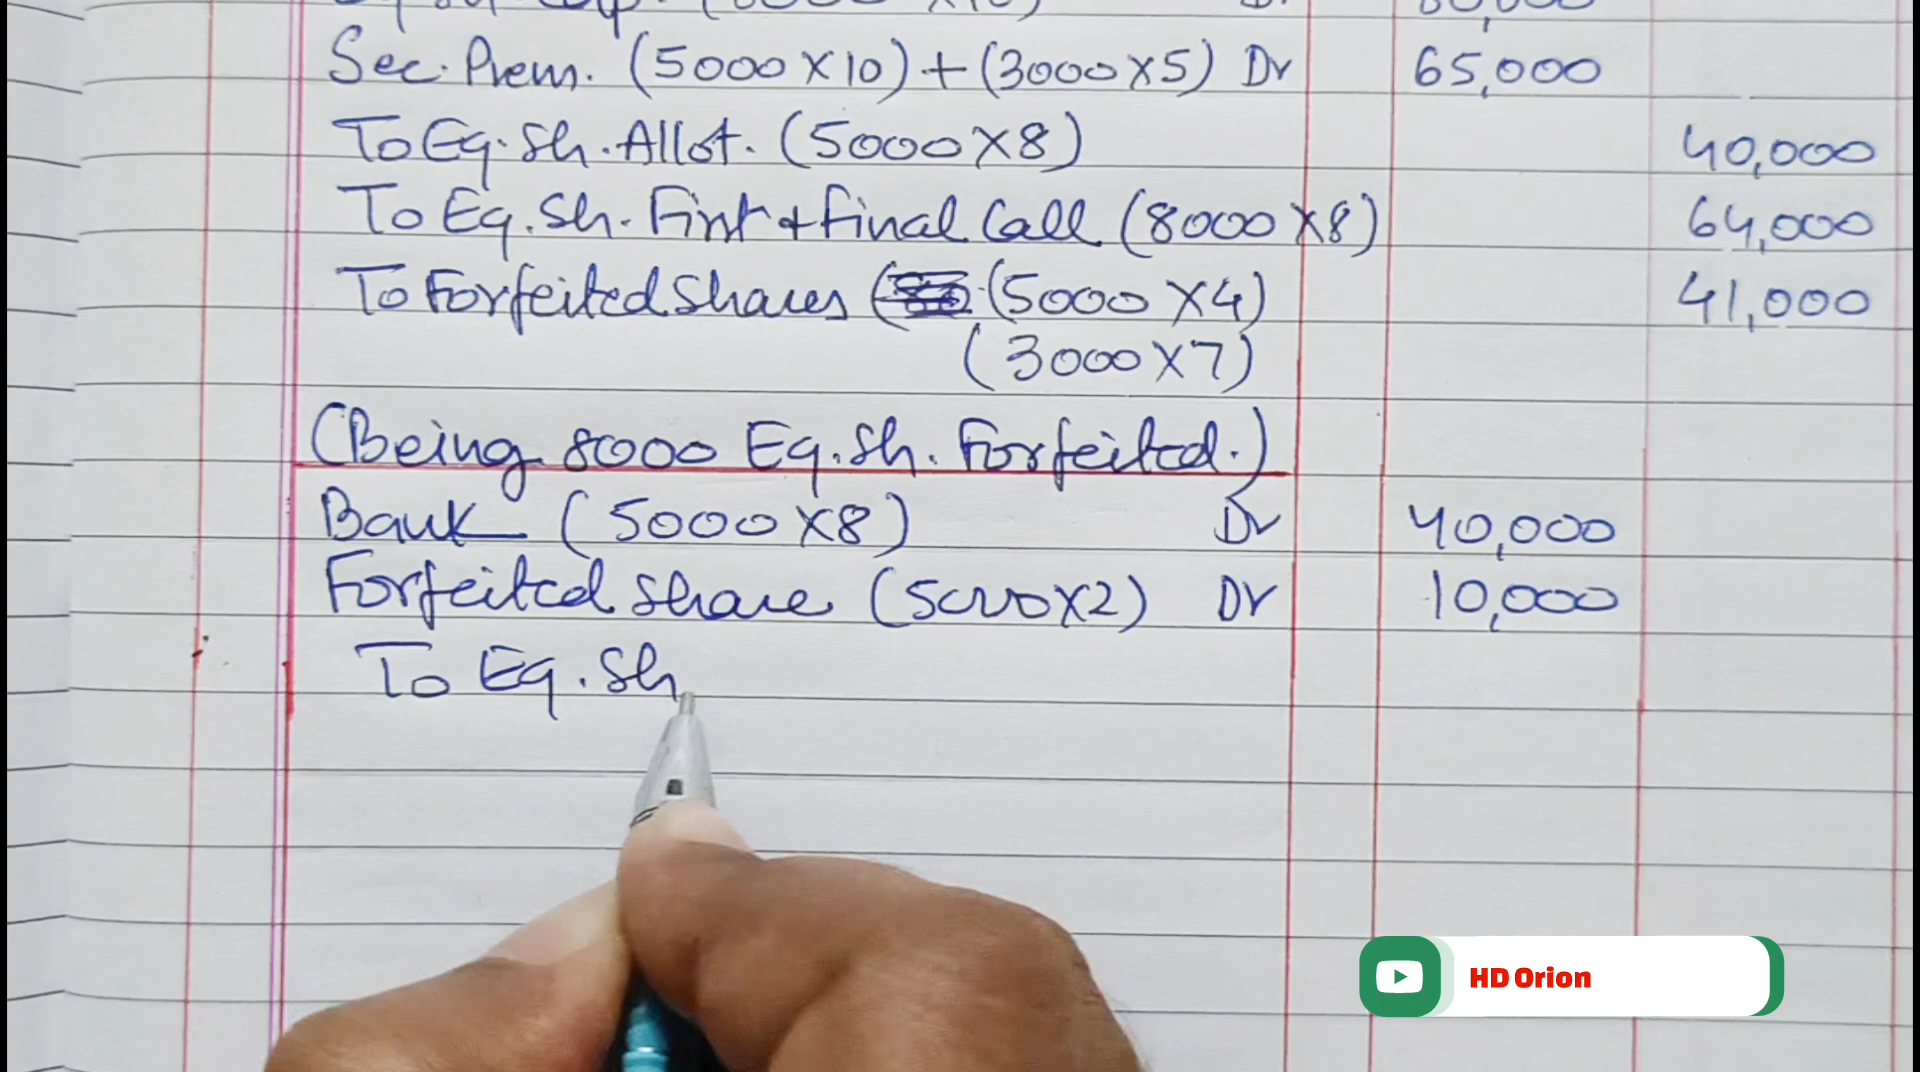 Sec. Prem. (5000 X 10) + (3000 X 5) Dr 65,000
To Eq. Sh. Allot. (5000 X 8) 40,000
To Eq. Sh. First + Final Call (8000 X 8) 64,000
To Forfeited Shares (5000 X 4) 41,000
(3000 X 7)
(Being 8000 Eq. Sh. Forfeited.)
Bank (5000 X 8) Dr 40,000
Forfeited Share (5000 X 2) Dr 10,000
To Eq. Sh
HD Orion